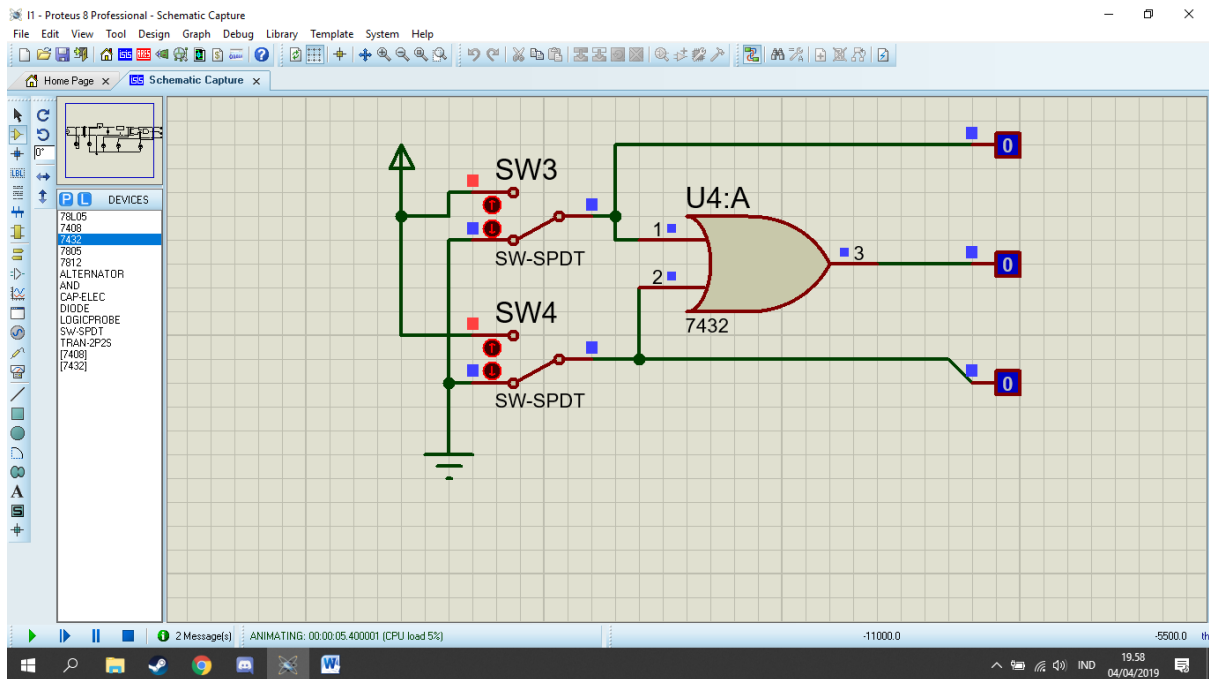 I1 - Proteus 8 Professional - Schematic Capture
File Edit View Tool Design Graph Debug Library Template System Help
Home Page
Schematic Capture
0°
LBL
P L DEVICES
78L05
7408
7432
7805
7812
ALTERNATOR
AND
CAP-ELEC
DIODE
LOGICPROBE
SW-SPDT
TRAN-2P2S
[7408]
[7432]
A
S
SW3
SW-SPDT
SW4
SW-SPDT
U4:A
1
2
3
7432
0
0
0
2 Message(s)
ANIMATING: 00:00:05.400001 (CPU load 5%)
-11000.0
-5500.0
th
IND
19.58
04/04/2019